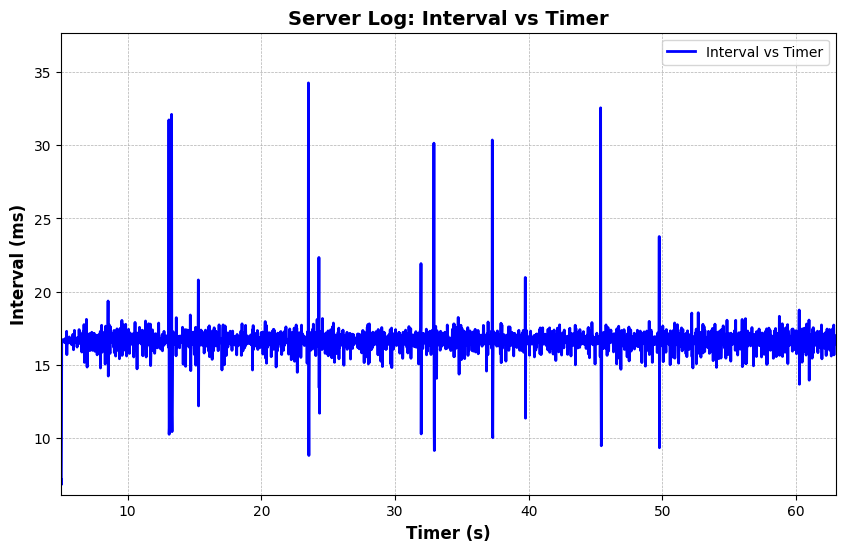 Server Log: Interval vs Timer
Interval vs Timer
35
30
25
20
15
10
Interval (ms)
10 20 30 40 50 60
Timer (s)